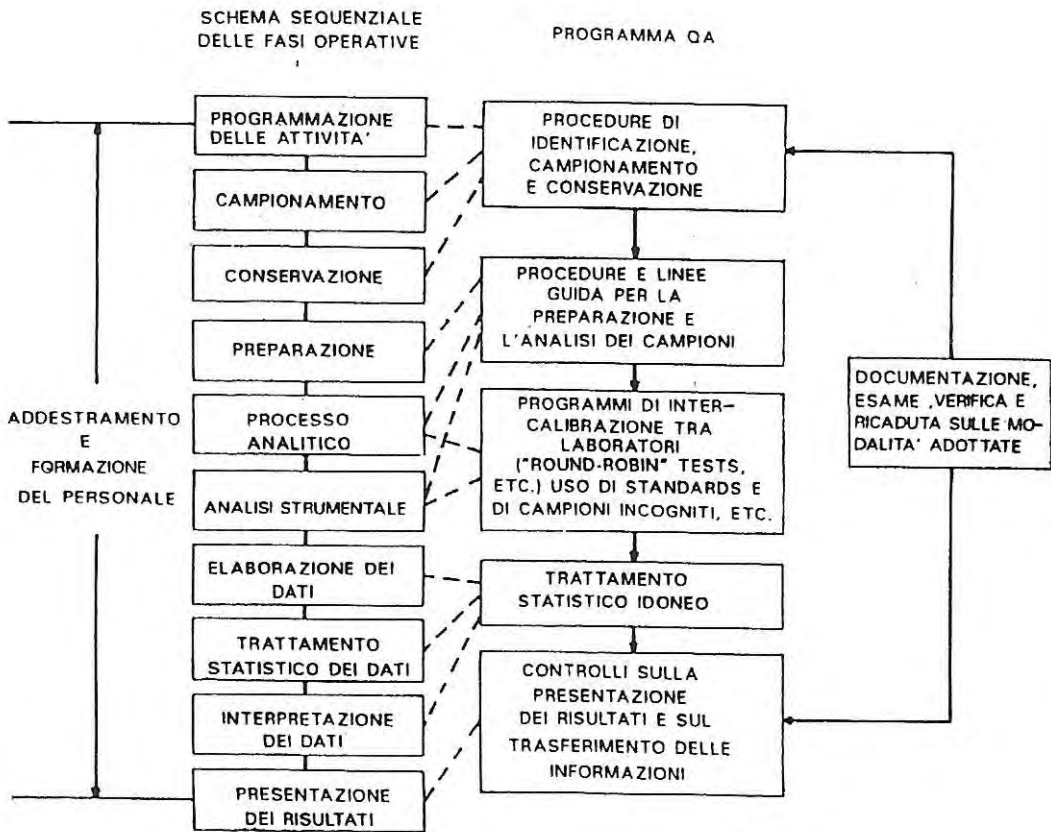 SCHEMA SEQUENZIALE
DELLE FASI OPERATIVE
PROGRAMMA QA
PROGRAMMAZIONE
DELLE ATTIVITA'
CAMPIONAMENTO
CONSERVAZIONE
PREPARAZIONE
PROCESSO
ANALITICO
ANALISI STRUMENTALE
ELABORAZIONE DEI
DATI
TRATTAMENTO
STATISTICO DEI DATI
INTERPRETAZIONE
DEI DATI
PRESENTAZIONE
DEI RISULTATI
ADDESTRAMENTO
E
FORMAZIONE
DEL PERSONALE
PROCEDURE DI
IDENTIFICAZIONE,
CAMPIONAMENTO
E CONSERVAZIONE
PROCEDURE E LINEE
GUIDA PER LA
PREPARAZIONE E
L'ANALISI DEI CAMPIONI
PROGRAMMI DI INTER-
CALIBRAZIONE TRA
LABORATORI
("ROUND-ROBIN" TESTS,
ETC.) USO DI STANDARDS E
DI CAMPIONI INCOGNITI, ETC.
TRATTAMENTO
STATISTICO IDONEO
CONTROLLI SULLA
PRESENTAZIONE
DEI RISULTATI E SUL
TRASFERIMENTO DELLE
INFORMAZIONI
DOCUMENTAZIONE,
ESAME ,VERIFICA E
RICADUTA SULLE MO-
DALITA' ADOTTATE